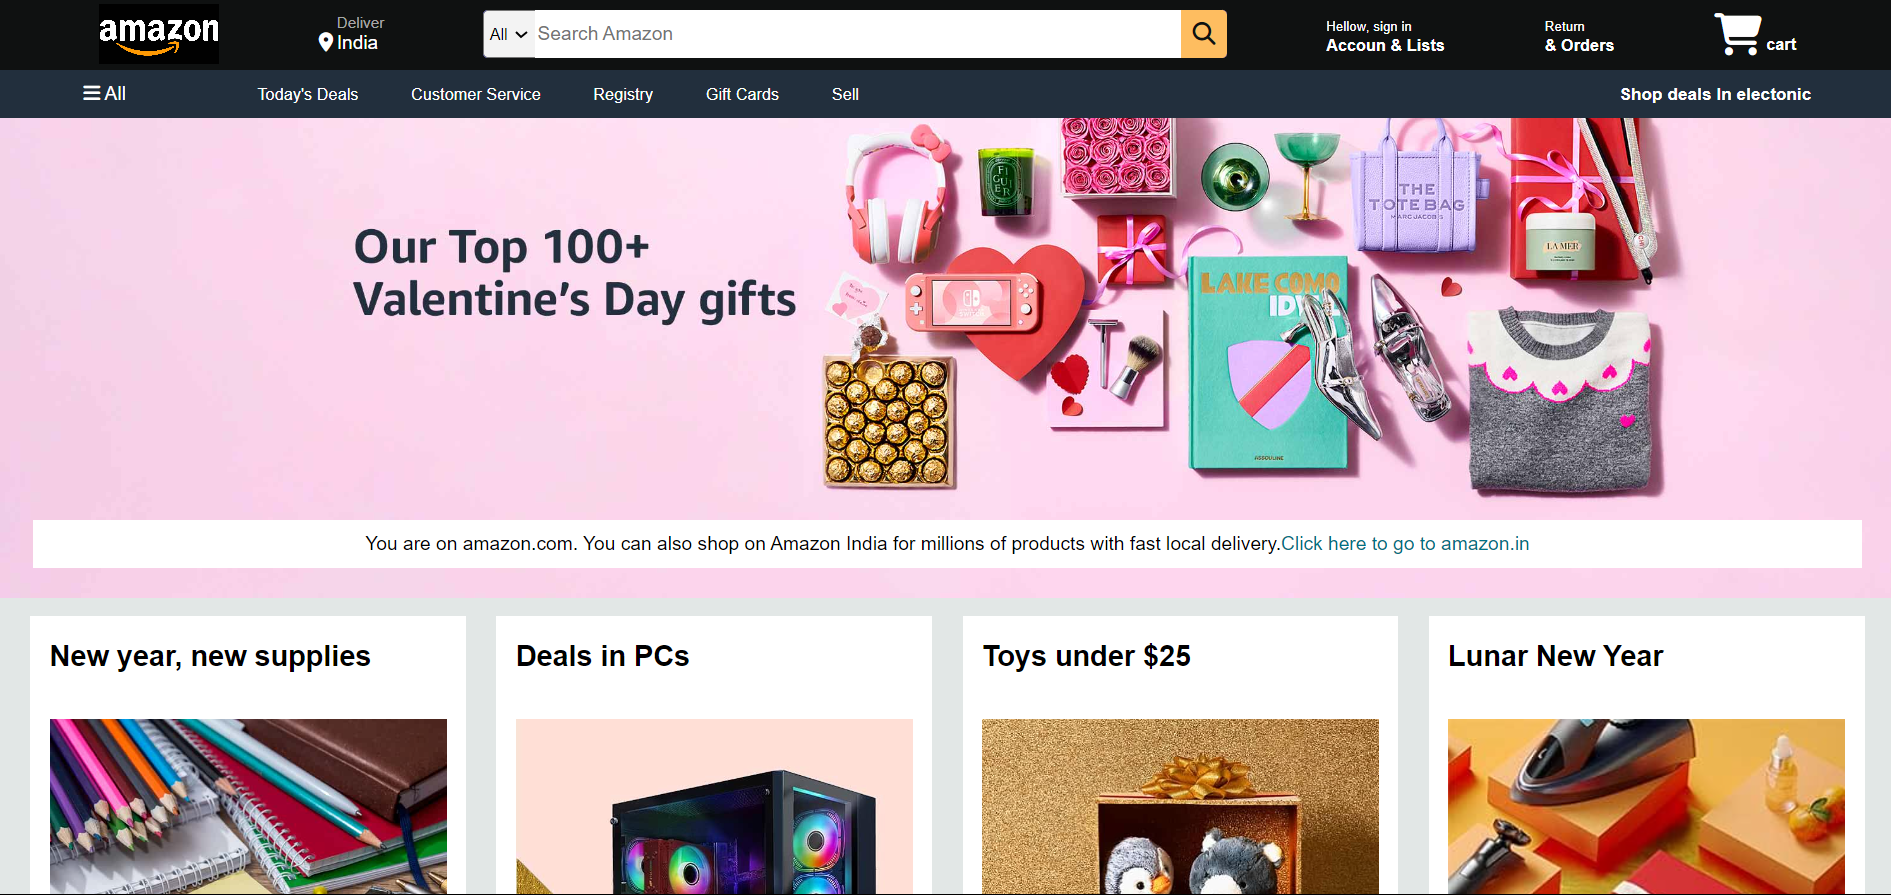 amazon
Deliver
India
All
Search Amazon
Hellow, sign in
Accoun & Lists
Return
& Orders
cart
All
Today's Deals
Customer Service
Registry
Gift Cards
Sell
Shop deals In electonic
Our Top 100+
Valentine's Day gifts
FIGUIER
THE
TOTE BAG
MARC JACOBS
LA MER
LAKE COMO
ASSOULINE
You are on amazon.com. You can also shop on Amazon India for millions of products with fast local delivery.Click here to go to amazon.in
New year, new supplies
Deals in PCs
Toys under $25
Lunar New Year